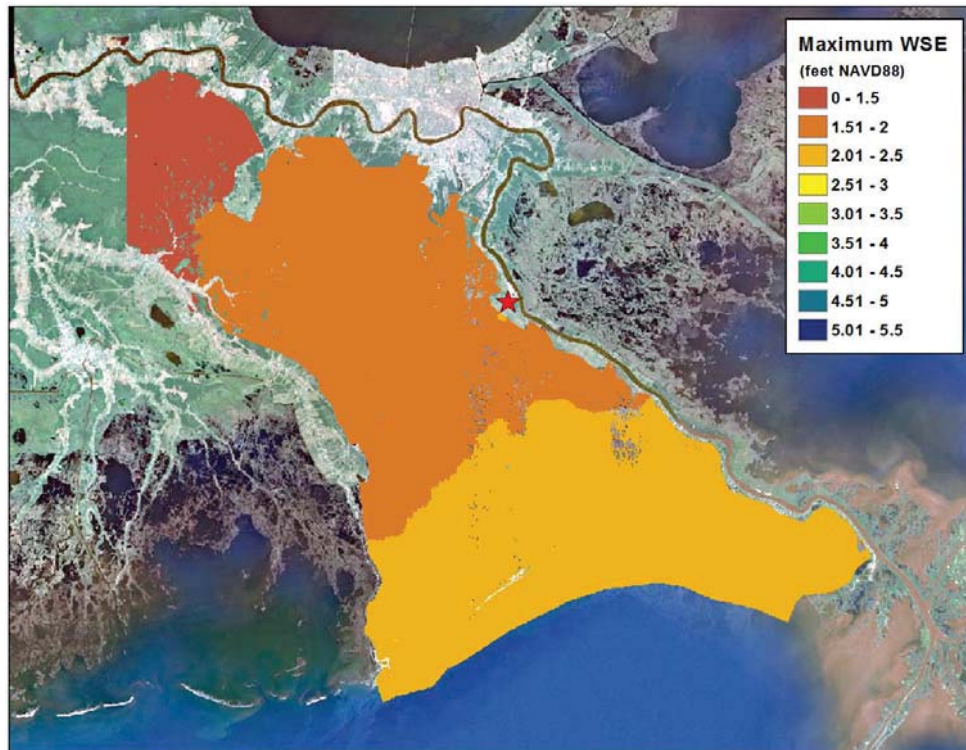 Maximum WSE
(feet NAVD88)
0 - 1.5
1.51 - 2
2.01 - 2.5
2.51 - 3
3.01 - 3.5
3.51 - 4
4.01 - 4.5
4.51 - 5
5.01 - 5.5